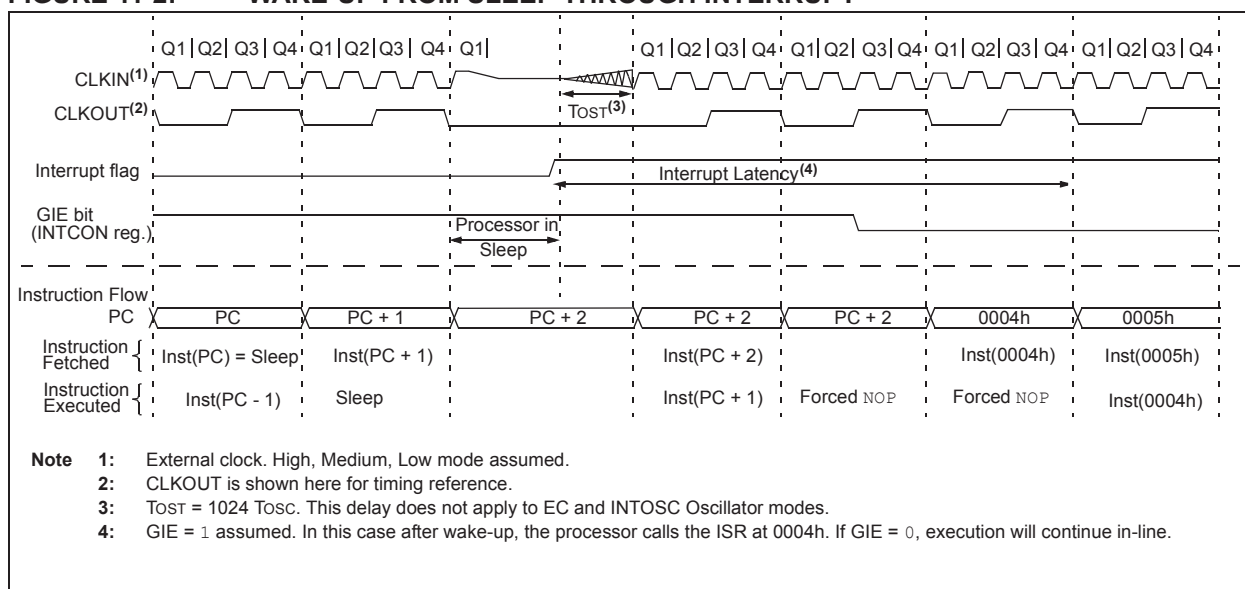 Q1 Q2 Q3 Q4 Q1 Q2 Q3 Q4 Q1 Q1 Q2 Q3 Q4 Q1 Q2 Q3 Q4 Q1 Q2 Q3 Q4 Q1 Q2 Q3 Q4
CLKIN(1)
CLKOUT(2)
TOST(3)
Interrupt flag
Interrupt Latency(4)
GIE bit
(INTCON reg.)
Processor in
Sleep
Instruction Flow
PC PC PC + 1 PC + 2 PC + 2 PC + 2 0004h 0005h
Instruction
Fetched
Inst(PC) = Sleep Inst(PC + 1) Inst(PC + 2) Inst(0004h) Inst(0005h)
Instruction
Executed
Inst(PC - 1) Sleep Inst(PC + 1) Forced NOP Forced NOP Inst(0004h)
Note 1: External clock. High, Medium, Low mode assumed.
2: CLKOUT is shown here for timing reference.
3: TOST = 1024 TOSC. This delay does not apply to EC and INTOSC Oscillator modes.
4: GIE = 1 assumed. In this case after wake-up, the processor calls the ISR at 0004h. If GIE = 0, execution will continue in-line.